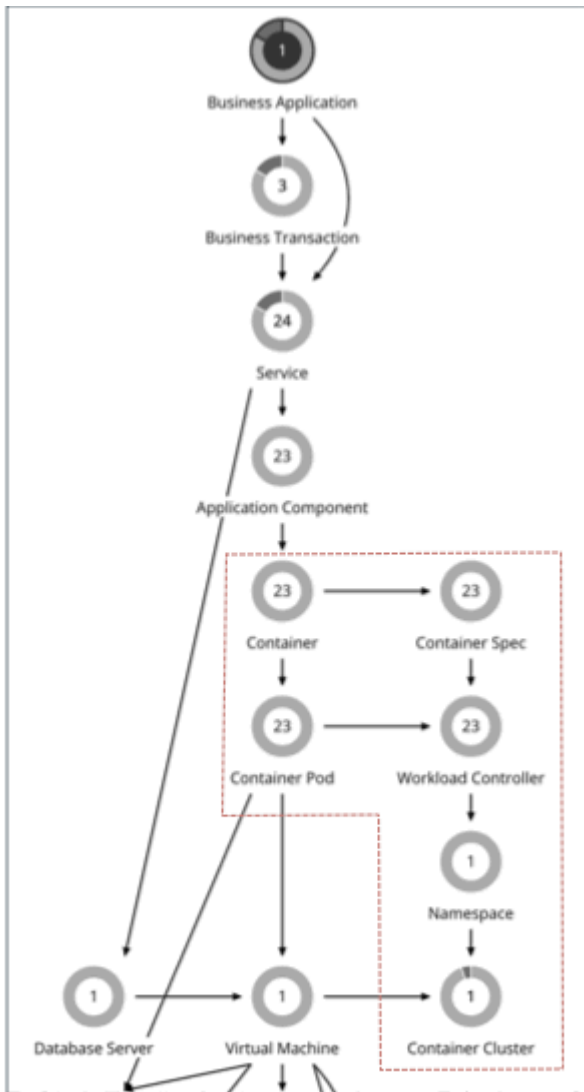 1
Business Application
3
Business Transaction
24
Service
23
Application Component
23 23
Container Container Spec
23 23
Container Pod Workload Controller
1
Namespace
1 1 1
Database Server Virtual Machine Container Cluster